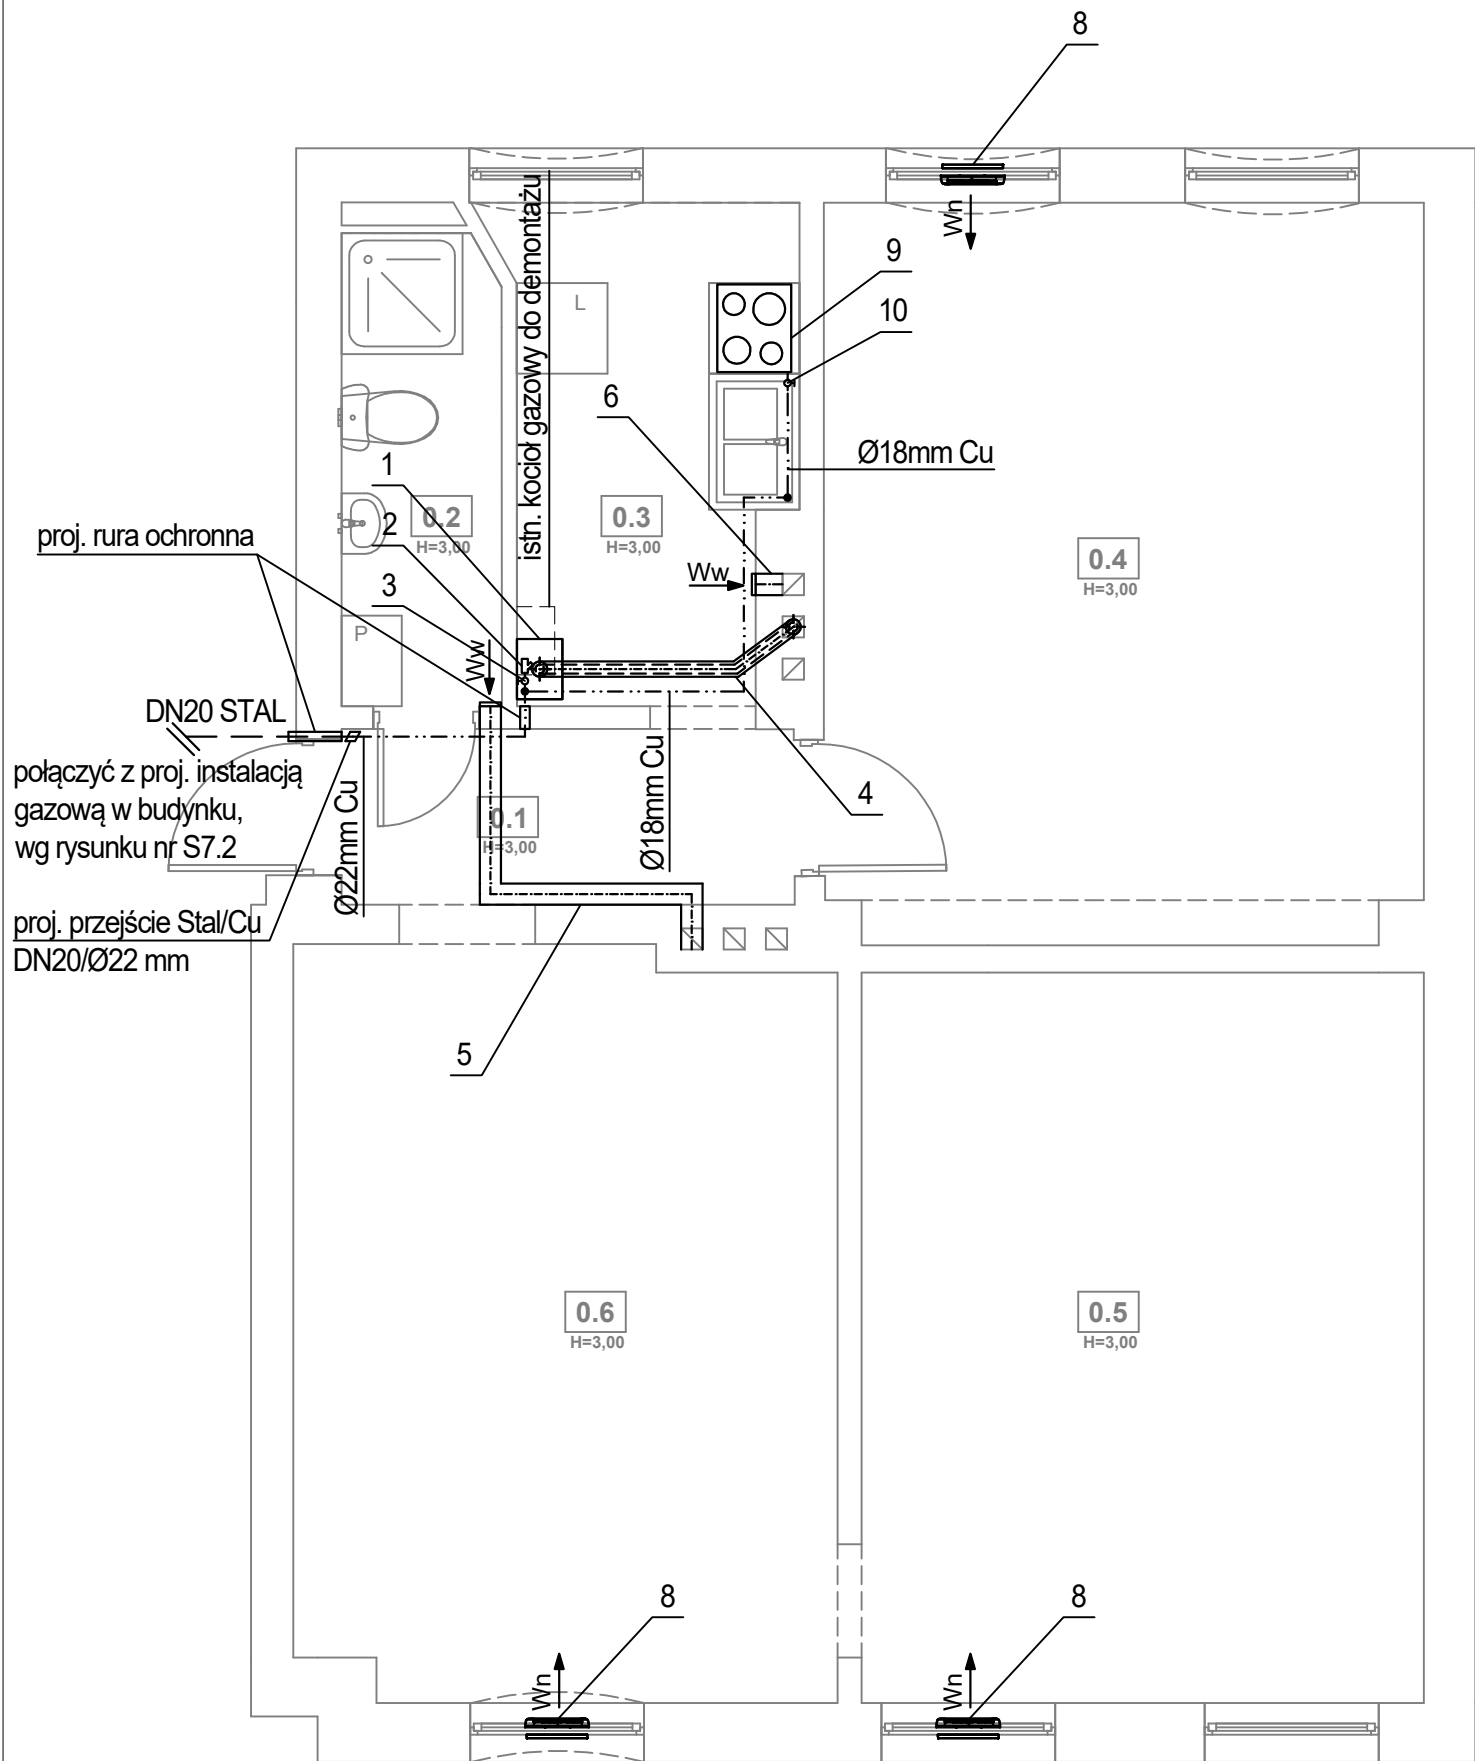 8
Wn
9
10
istn. kocioł gazowy do demontażu
L
6
Ø18mm Cu
1
0.2
H=3,00
2
0.3
H=3,00
proj. rura ochronna
0.4
H=3,00
Ww
3
P
Ww
DN20 STAL
połączyć z proj. instalacją
gazową w budynku,
wg rysunku nr S7.2
Ø22mm Cu
0.1
H=3,00
Ø18mm Cu
4
proj. przejście Stal/Cu
DN20/Ø22 mm
5
0.6
H=3,00
0.5
H=3,00
8
Wn
8
Wn